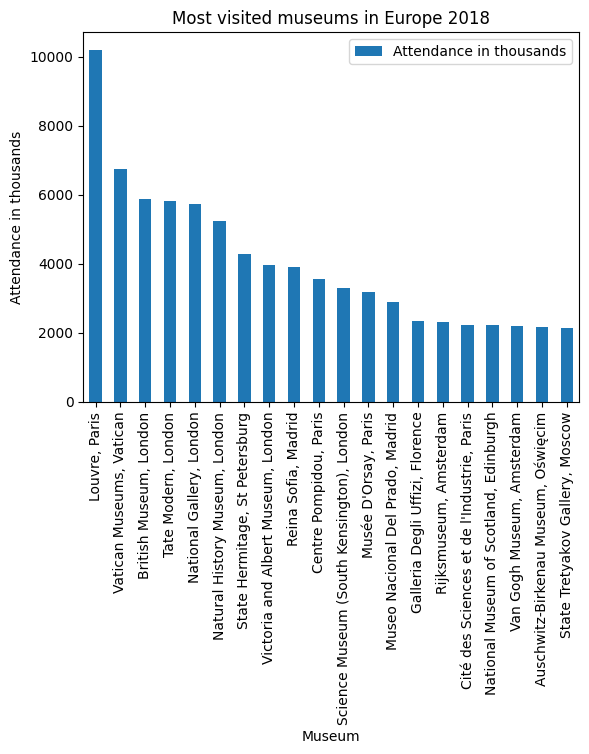 Most visited museums in Europe 2018
Attendance in thousands
Attendance in thousands
10000
8000
6000
4000
2000
0
Louvre, Paris
Vatican Museums, Vatican
British Museum, London
Tate Modern, London
National Gallery, London
Natural History Museum, London
State Hermitage, St Petersburg
Victoria and Albert Museum, London
Reina Sofia, Madrid
Centre Pompidou, Paris
Science Museum (South Kensington), London
Musée D'Orsay, Paris
Museo Nacional Del Prado, Madrid
Galleria Degli Uffizi, Florence
Rijksmuseum, Amsterdam
Cité des Sciences et de l'Industrie, Paris
National Museum of Scotland, Edinburgh
Van Gogh Museum, Amsterdam
Auschwitz-Birkenau Museum, Oświęcim
State Tretyakov Gallery, Moscow
Museum